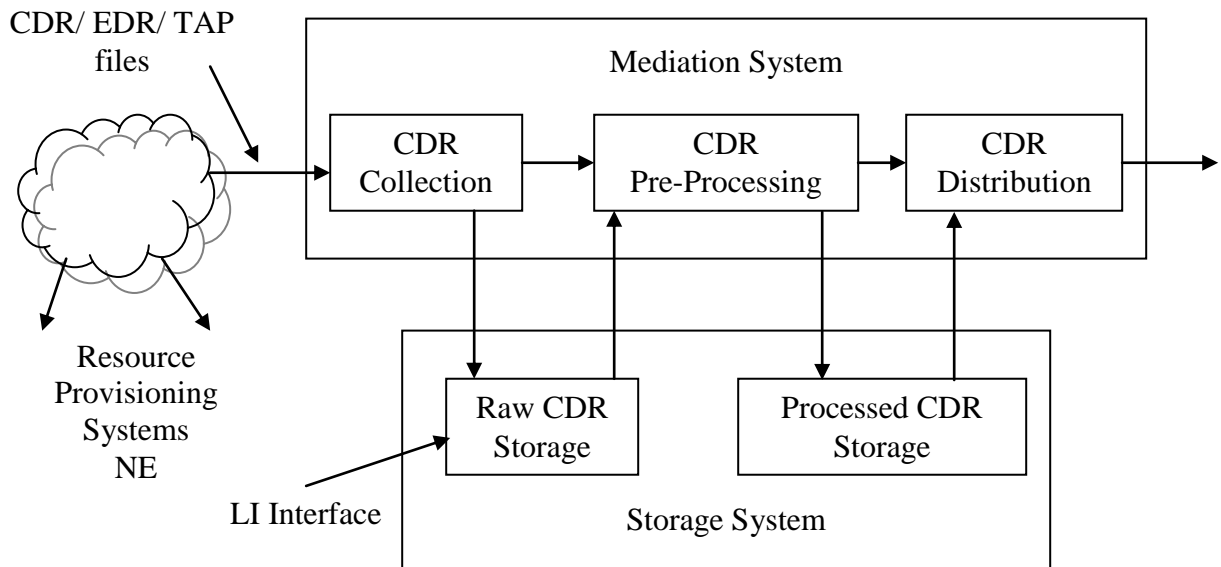 CDR/ EDR/ TAP
files
Mediation System
CDR
Collection
CDR
Pre-Processing
CDR
Distribution
Resource
Provisioning
Systems
NE
Raw CDR
Storage
Processed CDR
Storage
LI Interface
Storage System